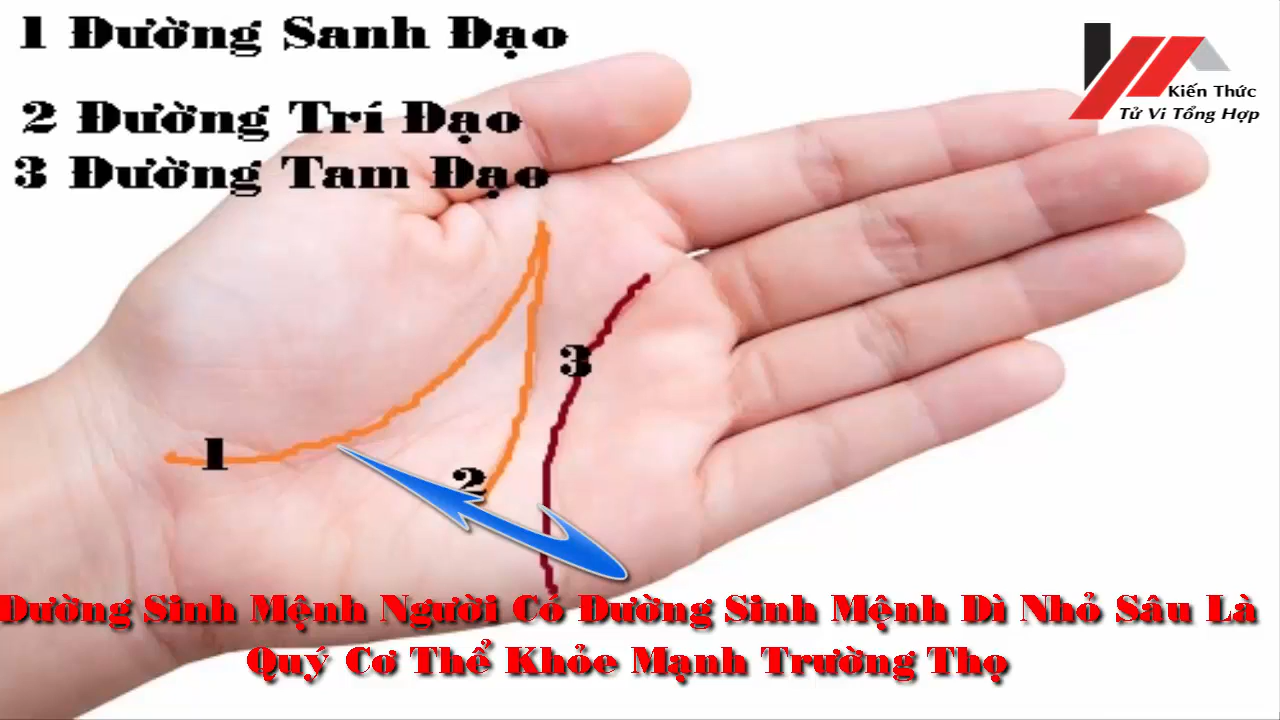 1 Đường Sanh Đạo
2 Đường Trí Đạo
3 Đường Tam Đạo
Kiến Thức
Tử Vi Tổng Hợp
3
1
2
Đường Sinh Mệnh Người Có Đường Sinh Mệnh Dì Nhỏ Sâu Là
Quý Cơ Thể Khỏe Mạnh Trường Thọ